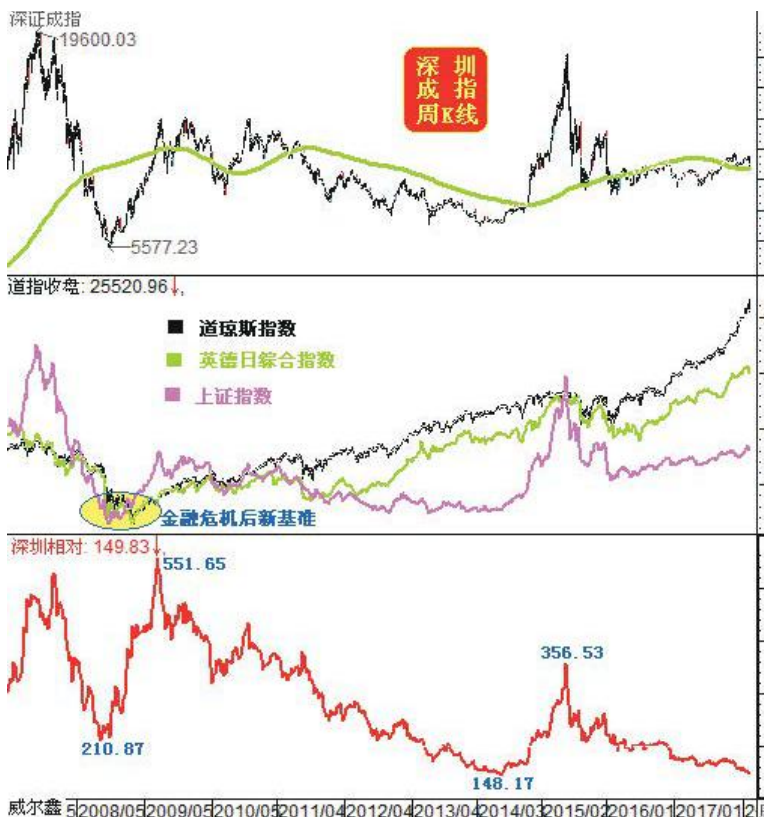 深证成指
19600.03
深 圳
成 指
周K线
5577.23
道指收盘: 25520.96↓,
道琼斯指数
英德日综合指数
上证指数
金融危机后新基准
深圳相对: 149.83↓,
551.65
356.53
210.87
148.17
威尔鑫 5 2008/05 2009/05 2010/05 2011/04 2012/04 2013/04 2014/03 2015/02 2016/01 2017/01 2